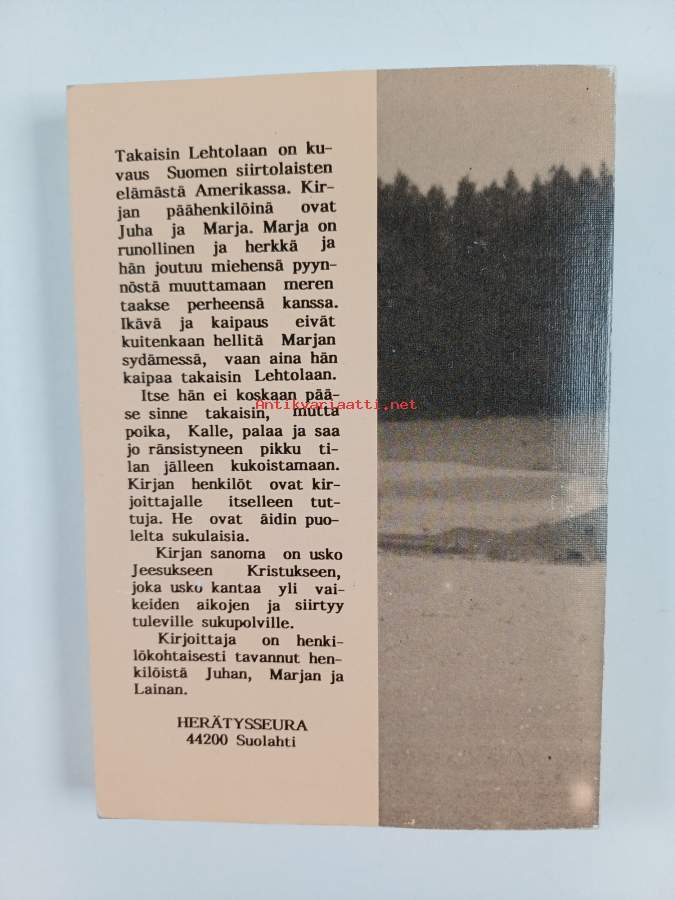 Takaisin Lehtolaan on ku-
vaus Suomen siirtolaisten
elämästä Amerikassa. Kir-
jan päähenkilöinä ovat
Juha ja Marja. Marja on
runollinen ja herkkä ja
hän joutuu miehensä pyyn-
nöstä muuttamaan meren
taakse perheensä kanssa.
Ikävä ja kaipaus eivät
kuitenkaan hellitä Marjan
sydämessä, vaan aina hän
kaipaa takaisin Lehtolaan.
Itse hän ei koskaan pää-
se sinne takaisin, mutta
Antikvariaatti.net
poika, Kalle, palaa ja saa
jo ränsistyneen pikku ti-
lan jälleen kukoistamaan.
Kirjan henkilöt ovat kir-
joittajalle itselleen tut-
tuja. He ovat äidin puo-
lelta sukulaisia.
Kirjan sanoma on usko
Jeesukseen Kristukseen,
joka usko kantaa yli vai-
keiden aikojen ja siirtyy
tuleville sukupolville.
Kirjoittaja on henki-
lökohtaisesti tavannut hen-
kilöistä Juhan, Marjan ja
Lainan.
HERÄTYSSEURA
44200 Suolahti